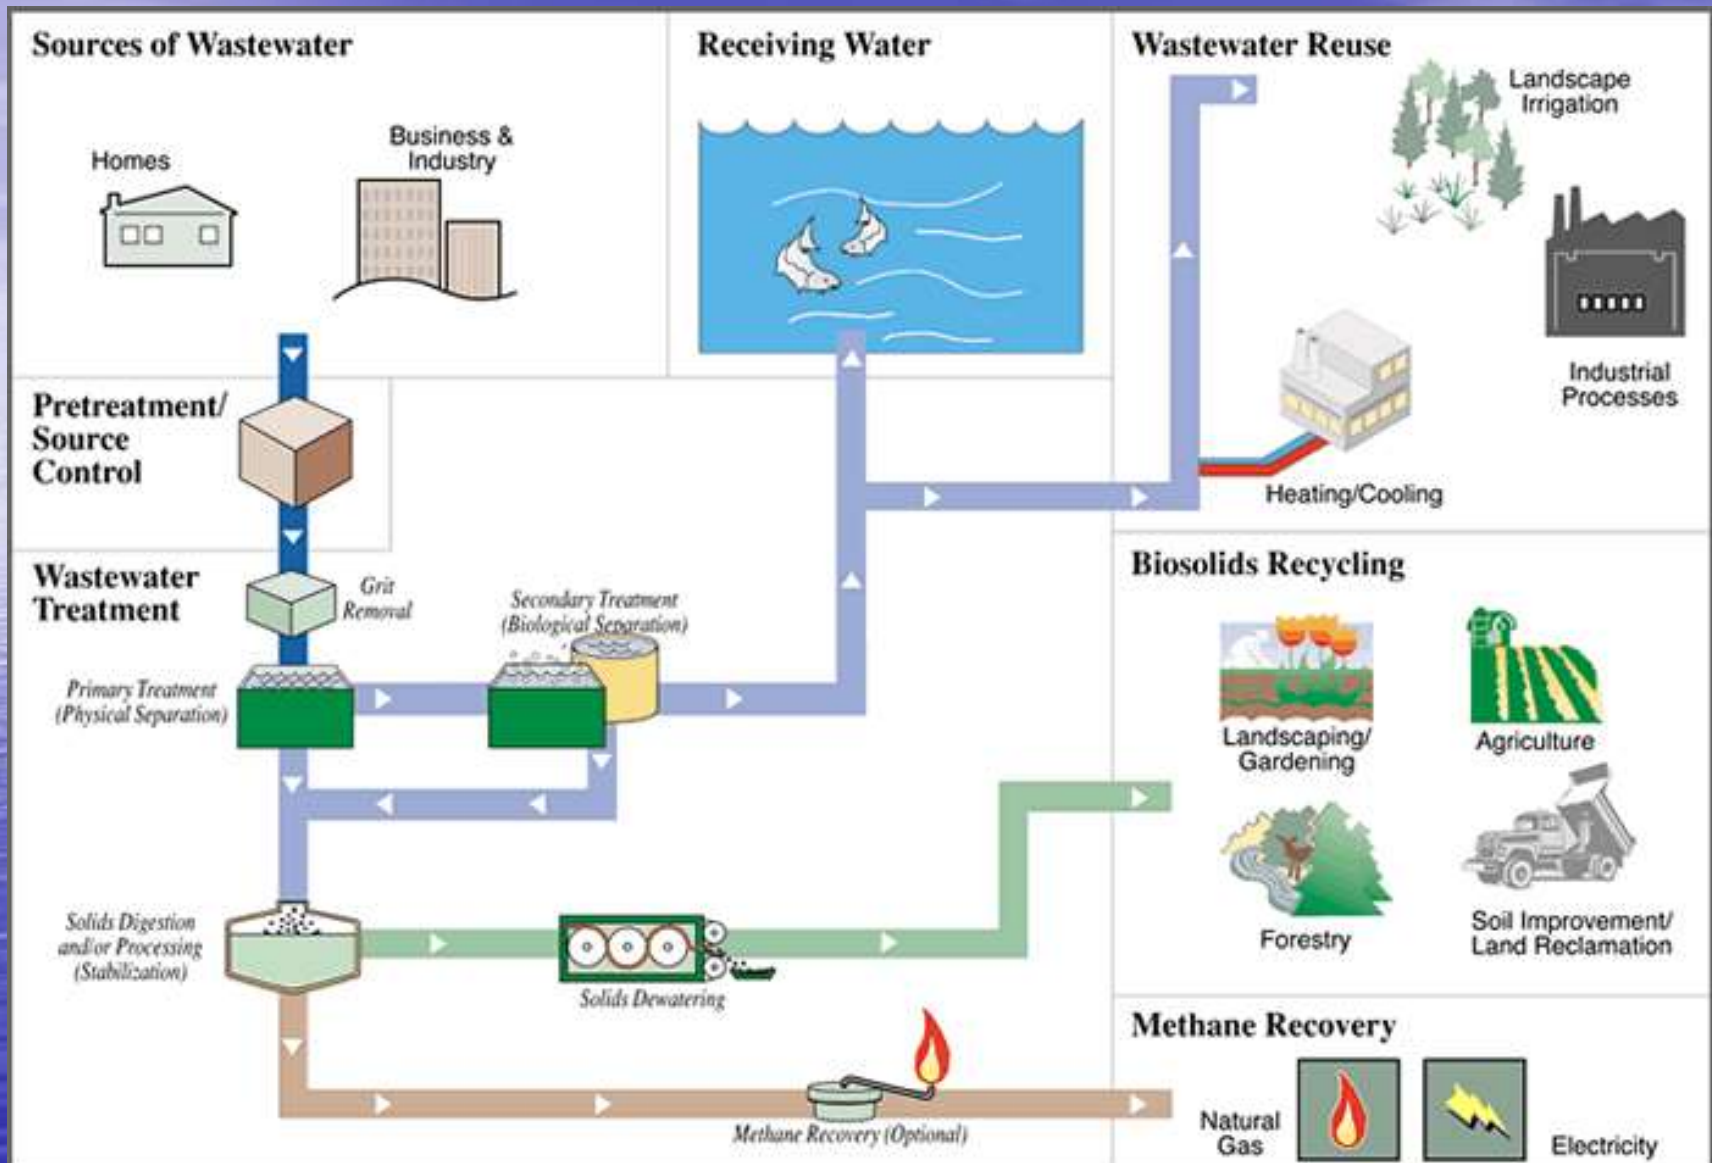 Sources of Wastewater
Homes
Business &
Industry
Receiving Water
Wastewater Reuse
Landscape
Irrigation
Industrial
Processes
Heating/Cooling
Pretreatment/
Source
Control
Wastewater
Treatment
Grit
Removal
Primary Treatment
(Physical Separation)
Secondary Treatment
(Biological Separation)
Solids Digestion
and/or Processing
(Stabilization)
Solids Dewatering
Methane Recovery (Optional)
Biosolids Recycling
Landscaping/
Gardening
Agriculture
Forestry
Soil Improvement/
Land Reclamation
Methane Recovery
Natural
Gas
Electricity